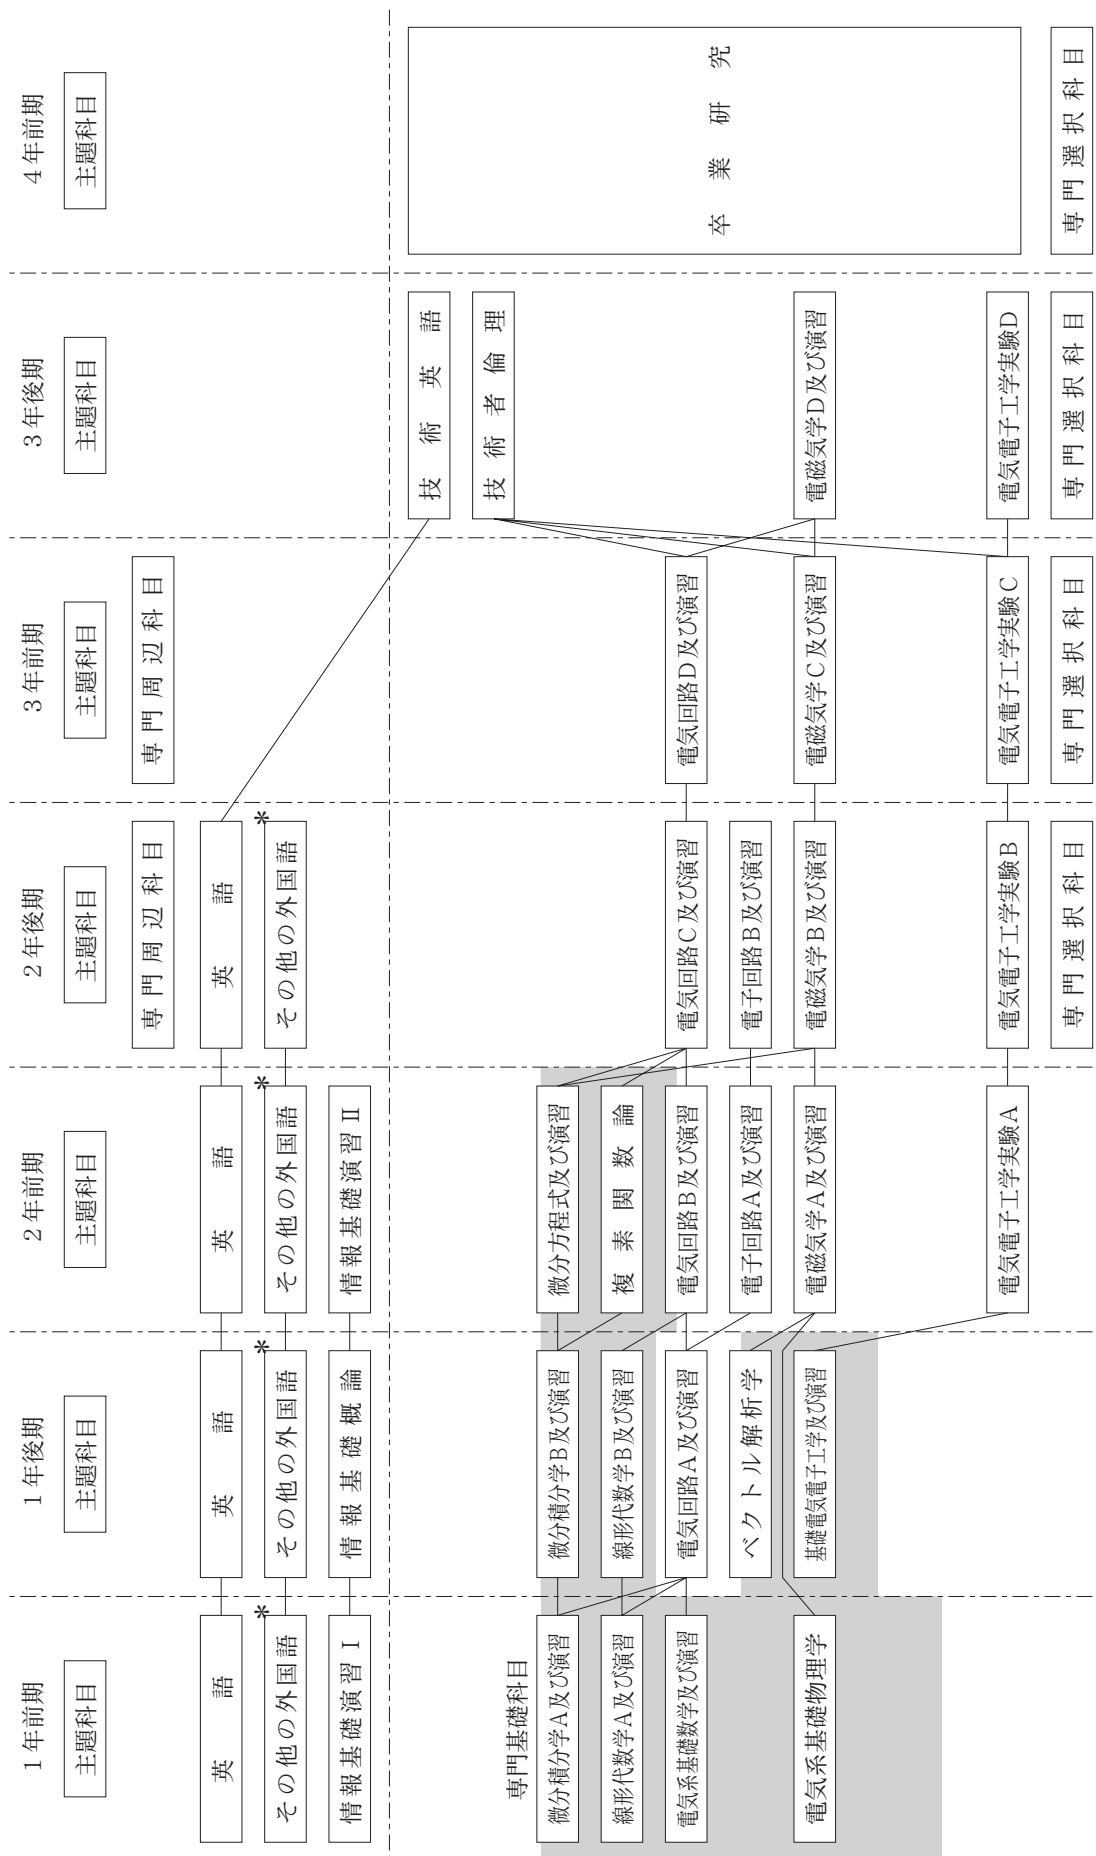 1年前期
1年後期
2年前期
2年後期
3年前期
3年後期
4年前期
主題科目
主題科目
主題科目
主題科目
主題科目
主題科目
主題科目
専門周辺科目
専門周辺科目
英語
英語
英語
英語
*
*
*
*
その他の外国語
その他の外国語
その他の外国語
その他の外国語
情報基礎演習Ⅰ
情報基礎概論
情報基礎演習Ⅱ
技術英語
技術者倫理
卒業研究
専門基礎科目
微分積分学A及び演習
微分積分学B及び演習
微分方程式及び演習
線形代数学A及び演習
線形代数学B及び演習
複素関数論
電気系基礎数学及び演習
電気回路A及び演習
電気回路B及び演習
電気回路C及び演習
電気回路D及び演習
ベクトル解析学
電子回路A及び演習
電子回路B及び演習
電気系基礎物理学
基礎電気電子工学及び演習
電磁気学A及び演習
電磁気学B及び演習
電磁気学C及び演習
電磁気学D及び演習
電気電子工学実験A
電気電子工学実験B
電気電子工学実験C
電気電子工学実験D
専門選択科目
専門選択科目
専門選択科目
専門選択科目